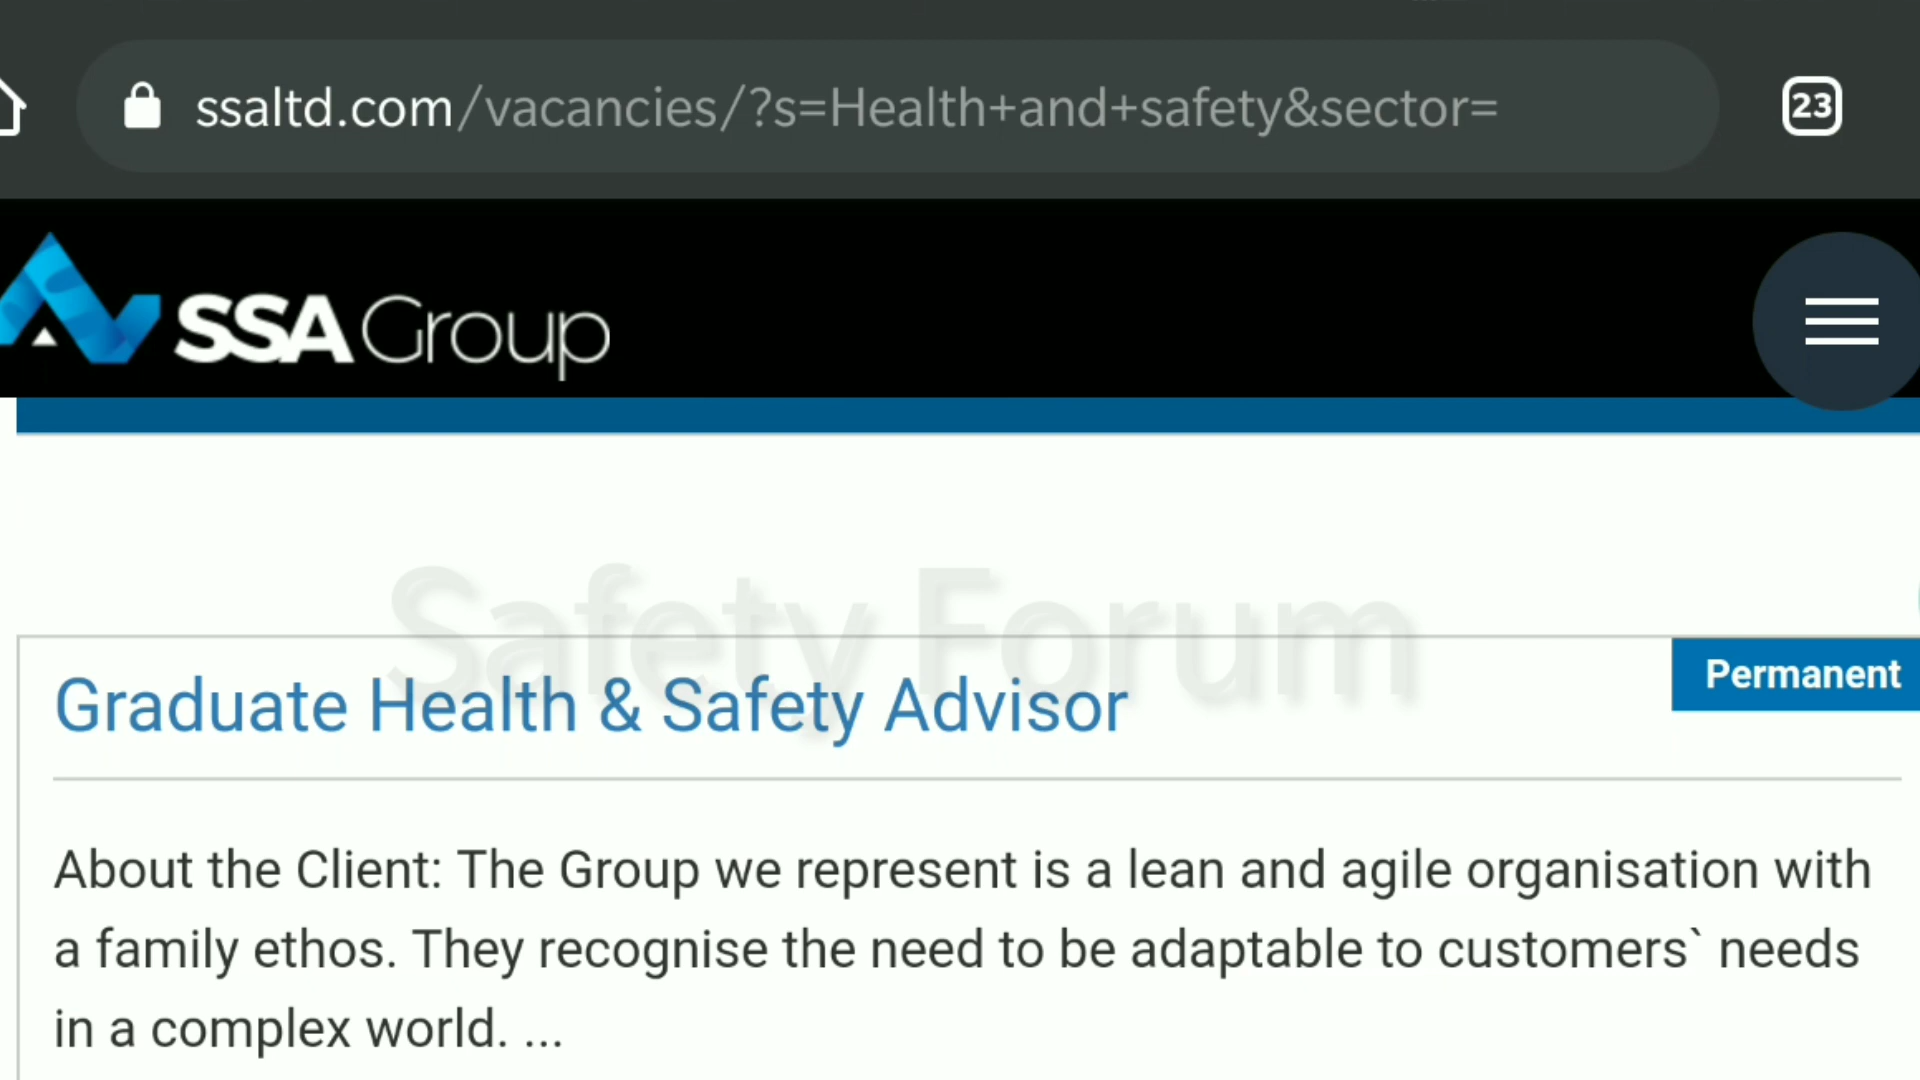 ssaltd.com/vacancies/?s=Health+and+safety&sector=
23
SSA Group
Safety Forum
Permanent
Graduate Health & Safety Advisor
About the Client: The Group we represent is a lean and agile organisation with
a family ethos. They recognise the need to be adaptable to customers` needs
in a complex world. ...